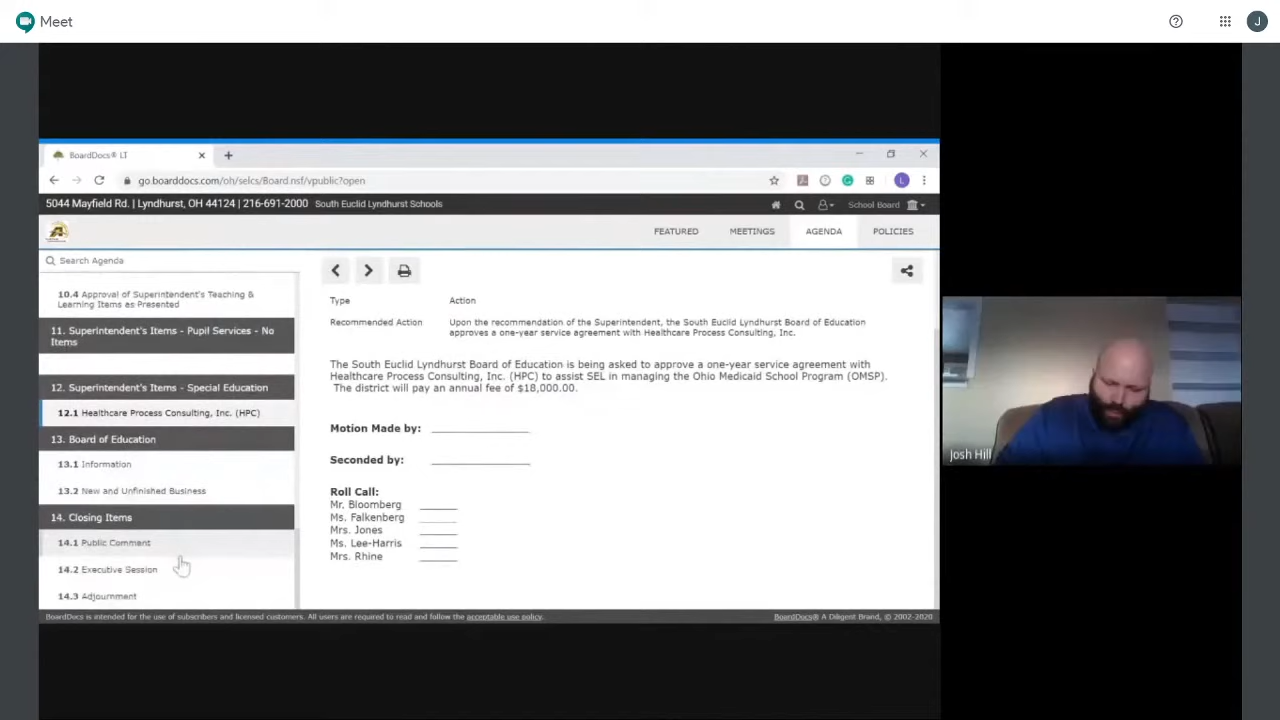 Meet
J
BoardDocs® LT
go.boarddocs.com/oh/selcs/Board.nsf/vpublic?open
L
5044 Mayfield Rd. | Lyndhurst, OH 44124 | 216-691-2000 South Euclid Lyndhurst Schools
School Board
FEATURED MEETINGS AGENDA POLICIES
Search Agenda
10.4 Approval of Superintendent's Teaching &
Learning Items as Presented
11. Superintendent's Items - Pupil Services - No
Items
12. Superintendent's Items - Special Education
12.1 Healthcare Process Consulting, Inc. (HPC)
13. Board of Education
13.1 Information
13.2 New and Unfinished Business
14. Closing Items
14.1 Public Comment
14.2 Executive Session
14.3 Adjournment
Type Action
Recommended Action Upon the recommendation of the Superintendent, the South Euclid Lyndhurst Board of Education
approves a one-year service agreement with Healthcare Process Consulting, Inc.
The South Euclid Lyndhurst Board of Education is being asked to approve a one-year service agreement with
Healthcare Process Consulting, Inc. (HPC) to assist SEL in managing the Ohio Medicaid School Program (OMSP).
The district will pay an annual fee of $18,000.00.
Motion Made by: ______________
Seconded by: ______________
Roll Call:
Mr. Bloomberg ______
Ms. Falkenberg ______
Mrs. Jones ______
Ms. Lee-Harris ______
Mrs. Rhine ______
BoardDocs is intended for the use of subscribers and licensed customers. All users are required to read and follow the acceptable use policy.
BoardDocs® A Diligent Brand, © 2002-2020
Josh Hill